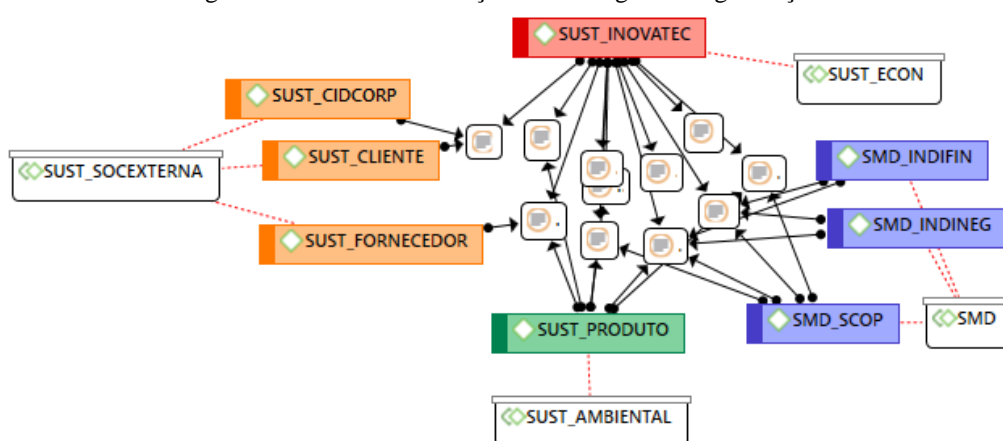 SUST_INOVATEC
SUST_ECON
SUST_CIDCORP
SUST_CLIENTE
SUST_SOCEXTERNA
SUST_FORNECEDOR
SMD_INDIFIN
SMD_INDINEG
SMD_SCOP
SMD
SUST_PRODUTO
SUST_AMBIENTAL